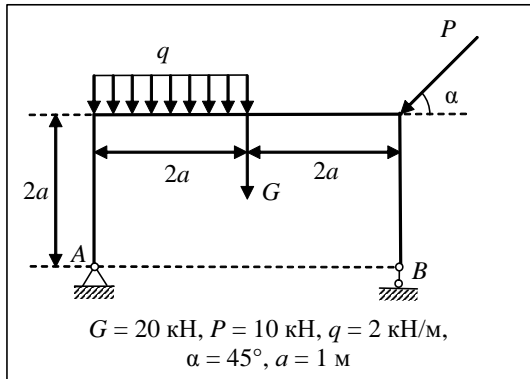 P
q
α
2a
2a
2a
G
A
B
G = 20 кН, P = 10 кН, q = 2 кН/м,
α = 45°, a = 1 м